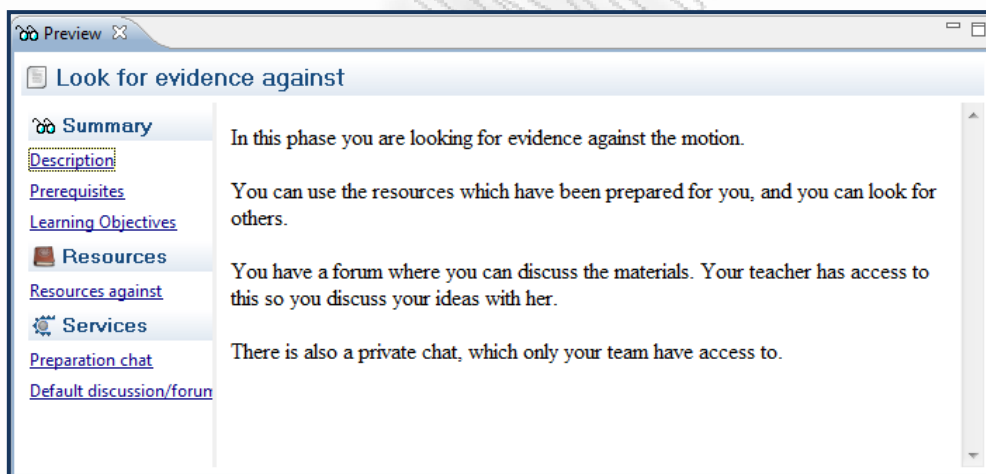 Preview
Look for evidence against
Summary
Description
Prerequisites
Learning Objectives
Resources
Resources against
Services
Preparation chat
Default discussion/forum
In this phase you are looking for evidence against the motion.
You can use the resources which have been prepared for you, and you can look for
others.
You have a forum where you can discuss the materials. Your teacher has access to
this so you discuss your ideas with her.
There is also a private chat, which only your team have access to.